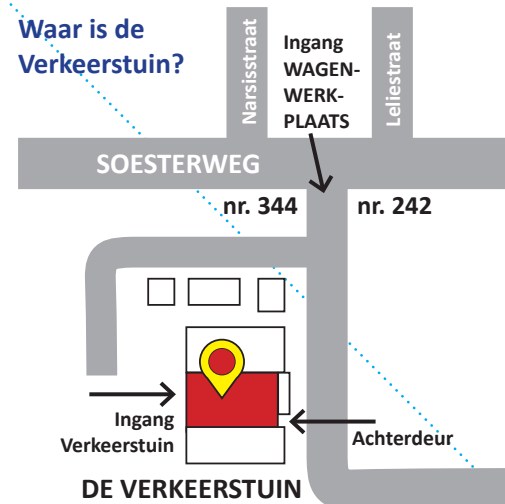 Waar is de
Verkeerstuin?
Narsisstraat
Ingang
WAGEN-
WERK-
PLAATS
Leliestraat
SOESTERWEG
nr. 344
nr. 242
Ingang
Verkeerstuin
Achterdeur
DE VERKEERSTUIN